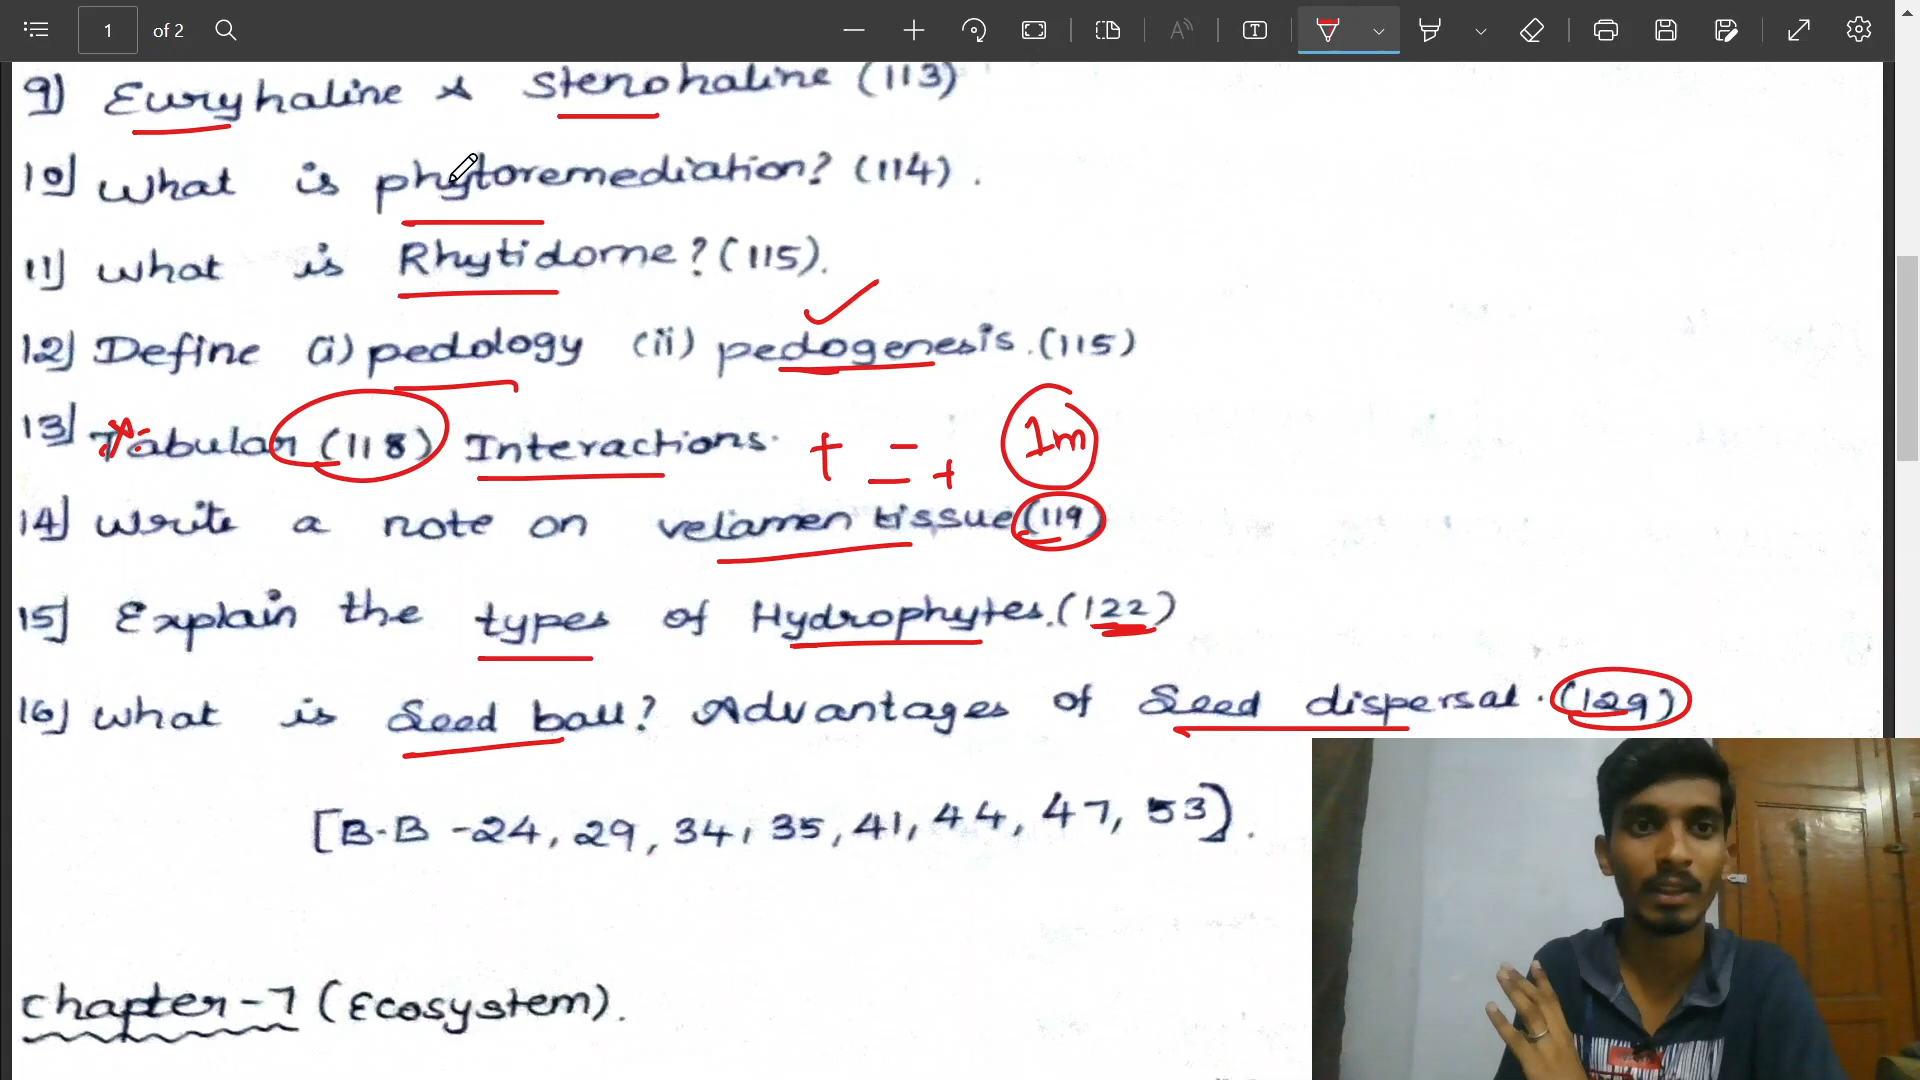 1 of 2
9) Euryhaline & Stenohaline (113)
10] What is phytoremediation? (114).
11] What is Rhytidome? (115).
12] Define (i) pedology (ii) pedogenesis. (115)
13] Tabular (118) Interactions. + - - + 1m
14] Write a note on velamen tissue (119)
15] Explain the types of Hydrophytes. (122)
16] What is Seed ball? Advantages of Seed dispersal. (129)
[B.B - 24, 29, 34, 35, 41, 44, 47, 53].
Chapter-7 (Ecosystem).